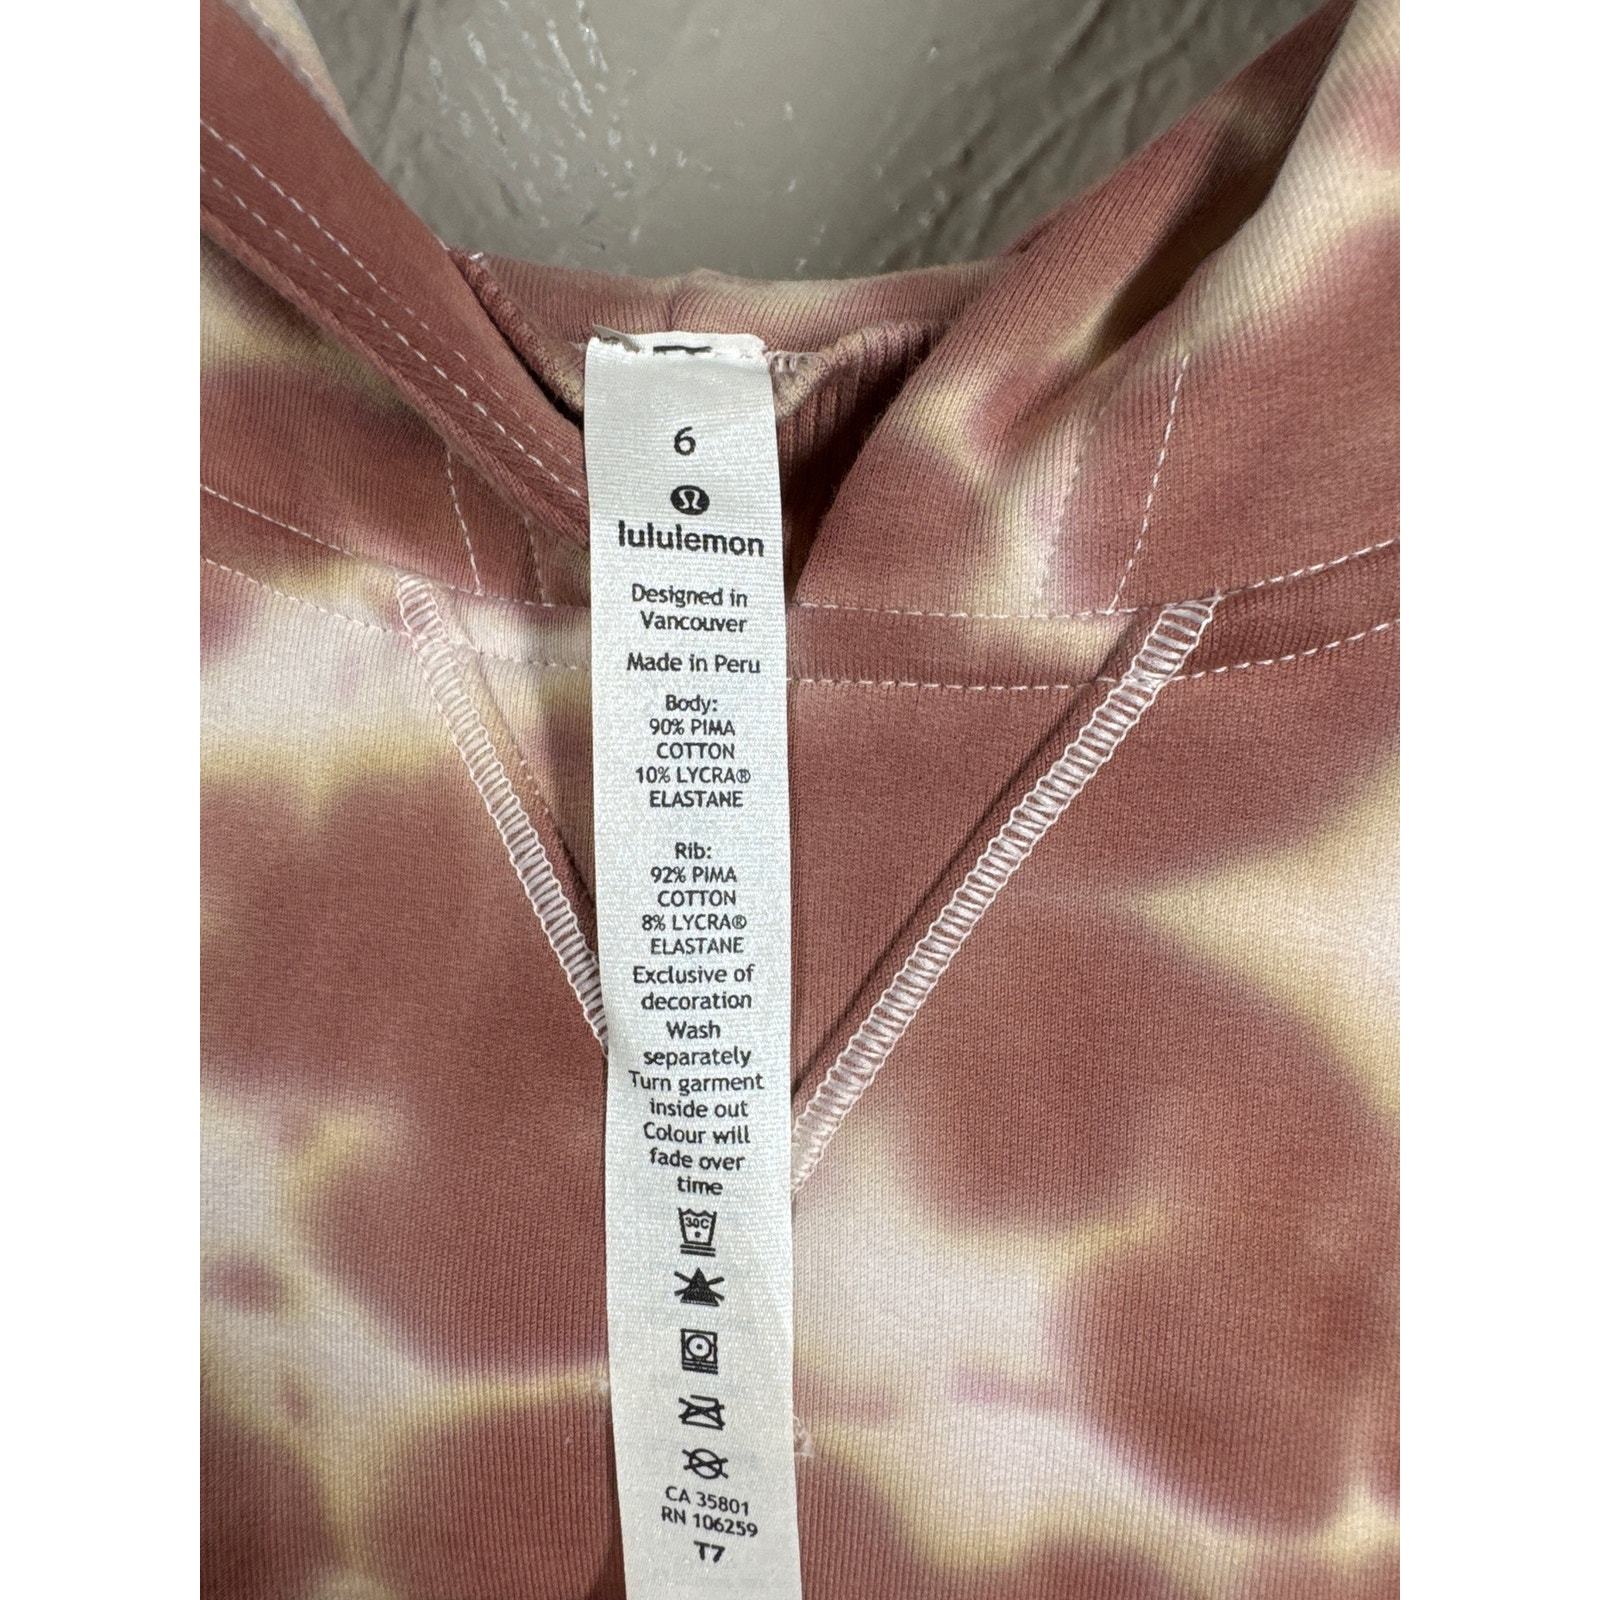 6
lululemon
Designed in
Vancouver
Made in Peru
Body:
90% PIMA
COTTON
10% LYCRA®
ELASTANE
Rib:
92% PIMA
COTTON
8% LYCRA®
ELASTANE
Exclusive of
decoration
Wash
separately
Turn garment
inside out
Colour will
fade over
time
30C
CA 35801
RN 106259
T7